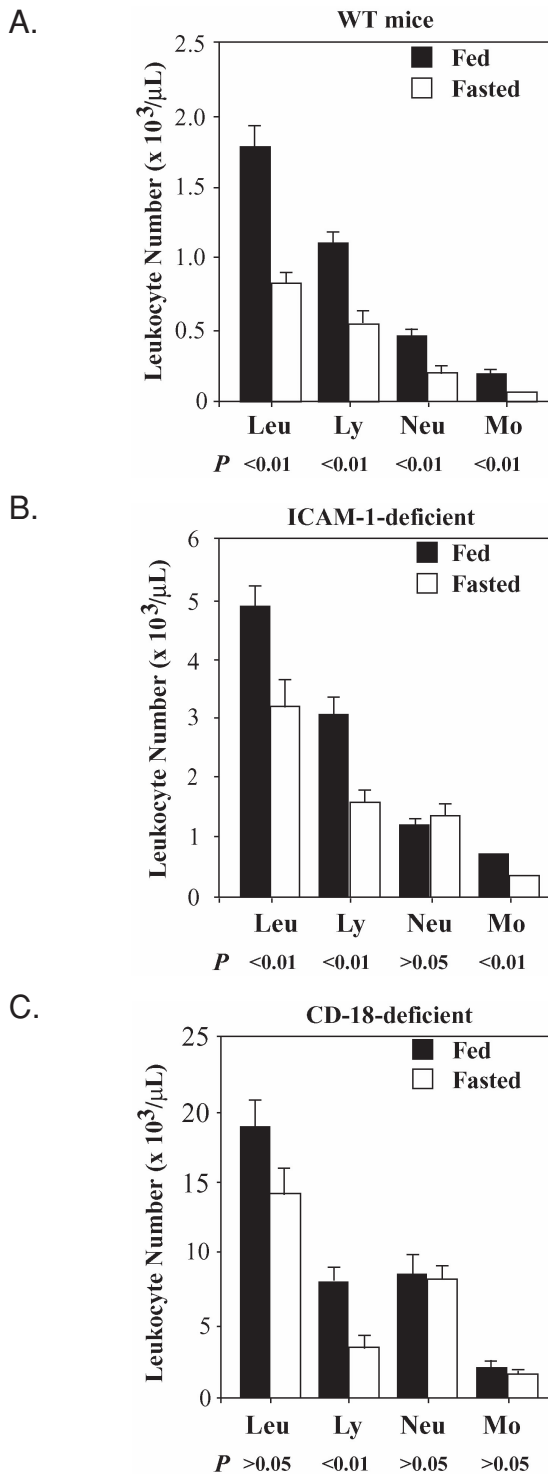 A.
WT mice
Fed
Fasted
Leukocyte Number (x 10³/µL)
2.5
2.0
1.5
1.0
0.5
0
Leu Ly Neu Mo
P <0.01 <0.01 <0.01 <0.01
B.
ICAM-1-deficient
Fed
Fasted
Leukocyte Number (x 10³/µL)
6
5
4
3
2
1
0
Leu Ly Neu Mo
P <0.01 <0.01 >0.05 <0.01
C.
CD-18-deficient
Fed
Fasted
Leukocyte Number (x 10³/µL)
25
20
15
10
5
0
Leu Ly Neu Mo
P >0.05 <0.01 >0.05 >0.05